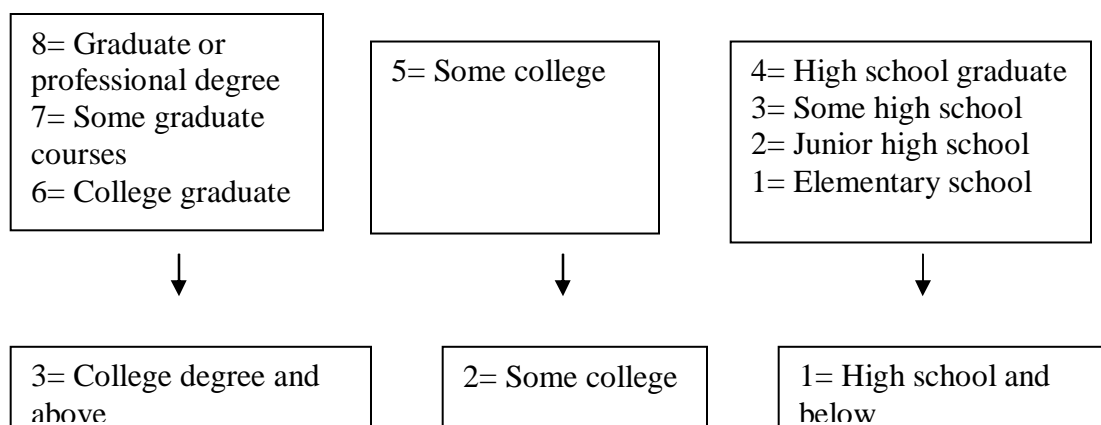 8= Graduate or
professional degree
7= Some graduate
courses
6= College graduate
5= Some college
4= High school graduate
3= Some high school
2= Junior high school
1= Elementary school
3= College degree and
above
2= Some college
1= High school and
below